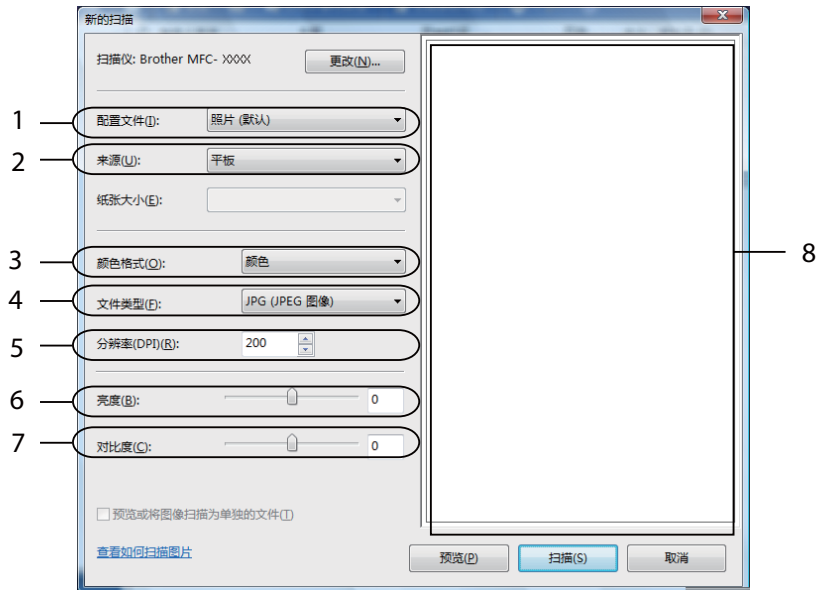 新的扫描
扫描仪: Brother MFC- XXXX 更改(N)...
1 配置文件(I): 照片 (默认)
2 来源(U): 平板
纸张大小(E):
3 颜色格式(O): 颜色
8
4 文件类型(F): JPG (JPEG 图像)
5 分辨率(DPI)(R): 200
6 亮度(B): 0
7 对比度(C): 0
预览或将图像扫描为单独的文件(T)
查看如何扫描图片
预览(P) 扫描(S) 取消